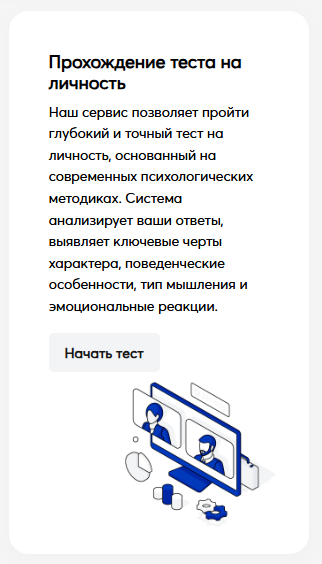 Прохождение теста на
личность
Наш сервис позволяет пройти
глубокий и точный тест на
личность, основанный на
современных психологических
методиках. Система
анализирует ваши ответы,
выявляет ключевые черты
характера, поведенческие
особенности, тип мышления и
эмоциональные реакции.
Начать тест